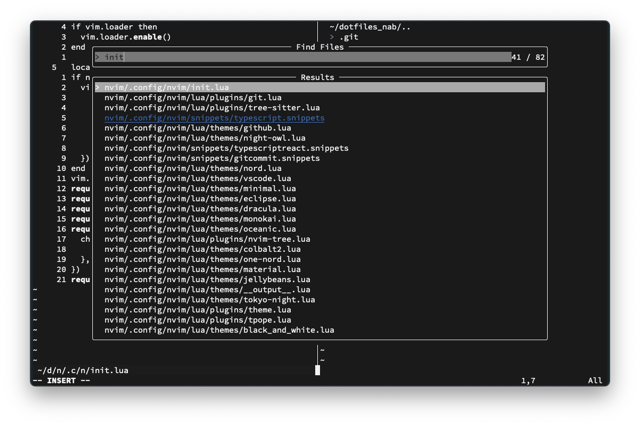 4 if vim.loader then
~/dotfiles_nab/..
3 vim.loader.enable()
> .git
2 end
Find Files
1
> init
41 / 82
5 loca
1 if n
Results
2 vi
> nvim/.config/nvim/init.lua
3
nvim/.config/nvim/lua/plugins/git.lua
4
nvim/.config/nvim/lua/plugins/tree-sitter.lua
5
nvim/.config/nvim/snippets/typescript.snippets
6
nvim/.config/nvim/lua/themes/github.lua
7
nvim/.config/nvim/lua/themes/night-owl.lua
8
nvim/.config/nvim/snippets/typescriptreact.snippets
9 })
nvim/.config/nvim/snippets/gitcommit.snippets
10 end
nvim/.config/nvim/lua/themes/nord.lua
11 vim.
nvim/.config/nvim/lua/themes/vscode.lua
12 requ
nvim/.config/nvim/lua/themes/minimal.lua
13 requ
nvim/.config/nvim/lua/themes/eclipse.lua
14 requ
nvim/.config/nvim/lua/themes/dracula.lua
15 requ
nvim/.config/nvim/lua/themes/monokai.lua
16 requ
nvim/.config/nvim/lua/themes/oceanic.lua
17 ch
nvim/.config/nvim/lua/plugins/nvim-tree.lua
18
nvim/.config/nvim/lua/themes/colbalt2.lua
19 },
nvim/.config/nvim/lua/themes/one-nord.lua
20 })
nvim/.config/nvim/lua/themes/material.lua
21 requ
nvim/.config/nvim/lua/themes/jellybeans.lua
~
nvim/.config/nvim/lua/themes/__output__.lua
~
nvim/.config/nvim/lua/themes/tokyo-night.lua
~
nvim/.config/nvim/lua/plugins/theme.lua
~
nvim/.config/nvim/lua/plugins/tpope.lua
~
nvim/.config/nvim/lua/themes/black_and_white.lua
~
~ ~
~ ~
~/d/n/.c/n/init.lua
-- INSERT --
1,7
All